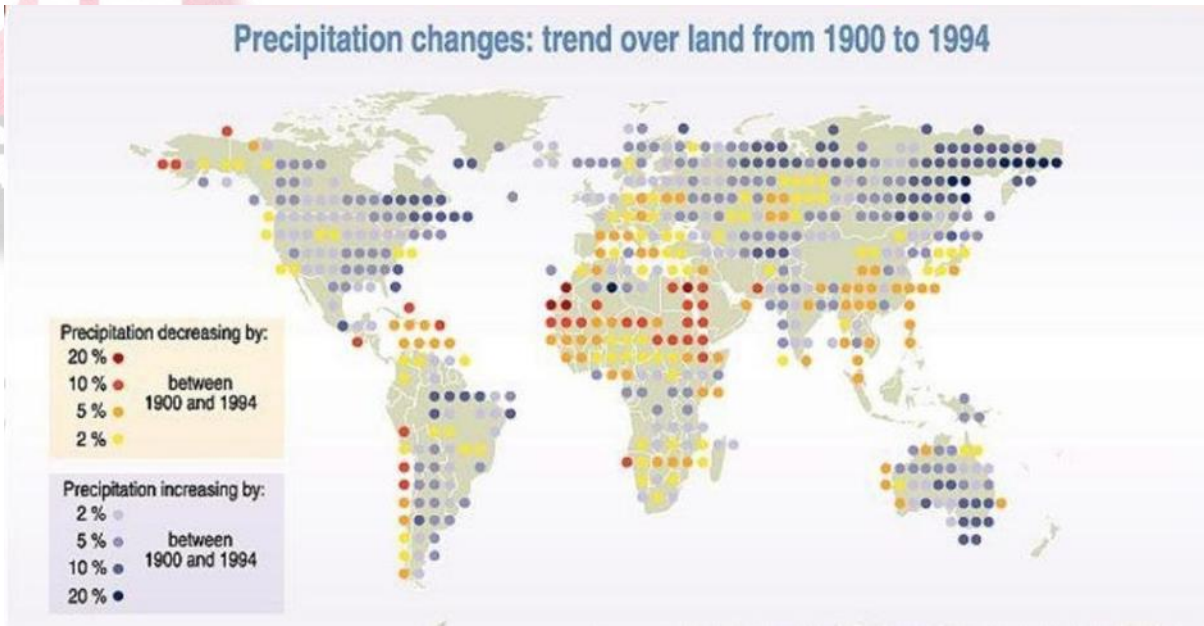 Precipitation changes: trend over land from 1900 to 1994
Precipitation decreasing by:
20 %
10 %
5 %
2 %
between
1900 and 1994
Precipitation increasing by:
2 %
5 %
10 %
20 %
between
1900 and 1994